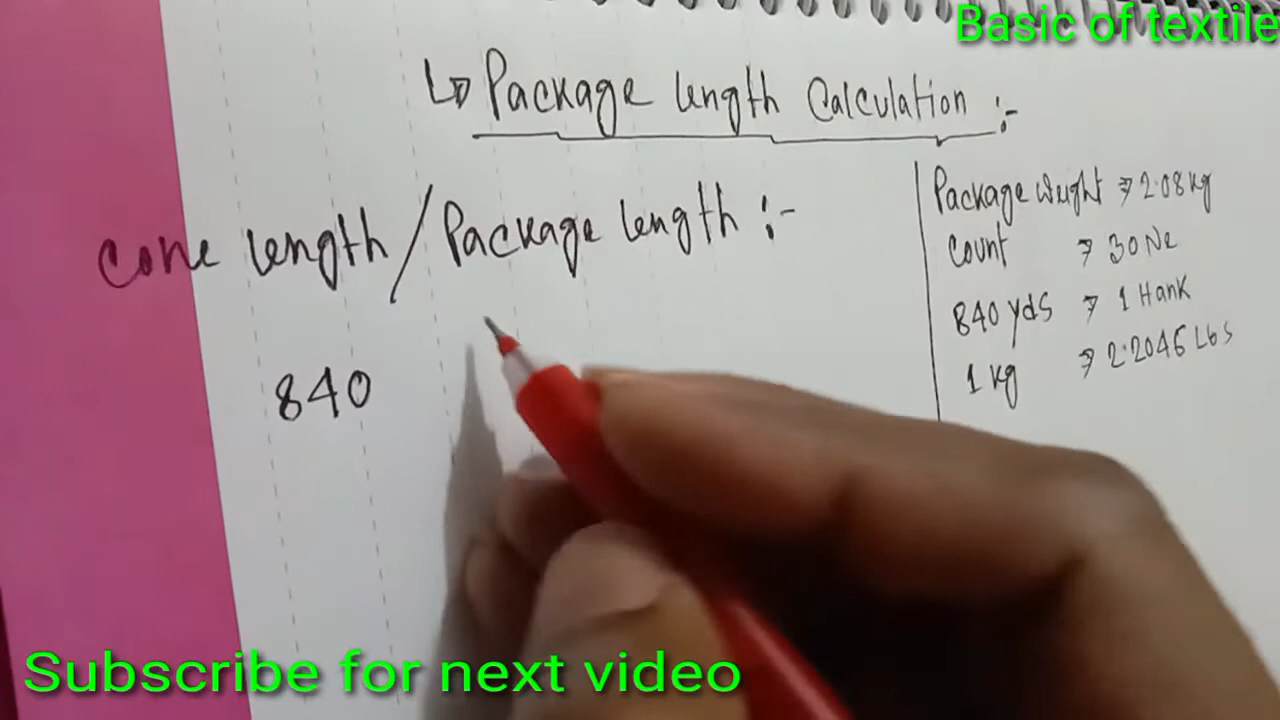 Basic of textile
↳ Package length Calculation :-
Cone length / Package length :-
840
Package weight → 2.08 kg
Count → 30 Ne
840 yds → 1 Hank
1 kg → 2.2046 Lbs
Subscribe for next video